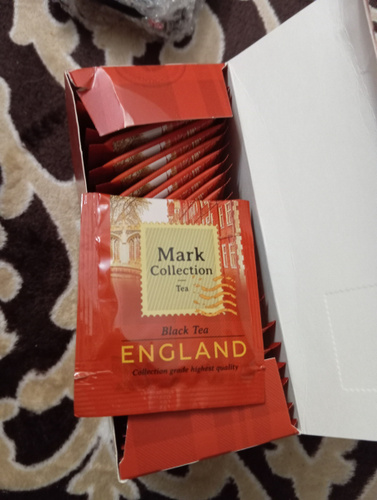 Mark
Collection
Tea
Black Tea
ENGLAND
Collection grade highest quality